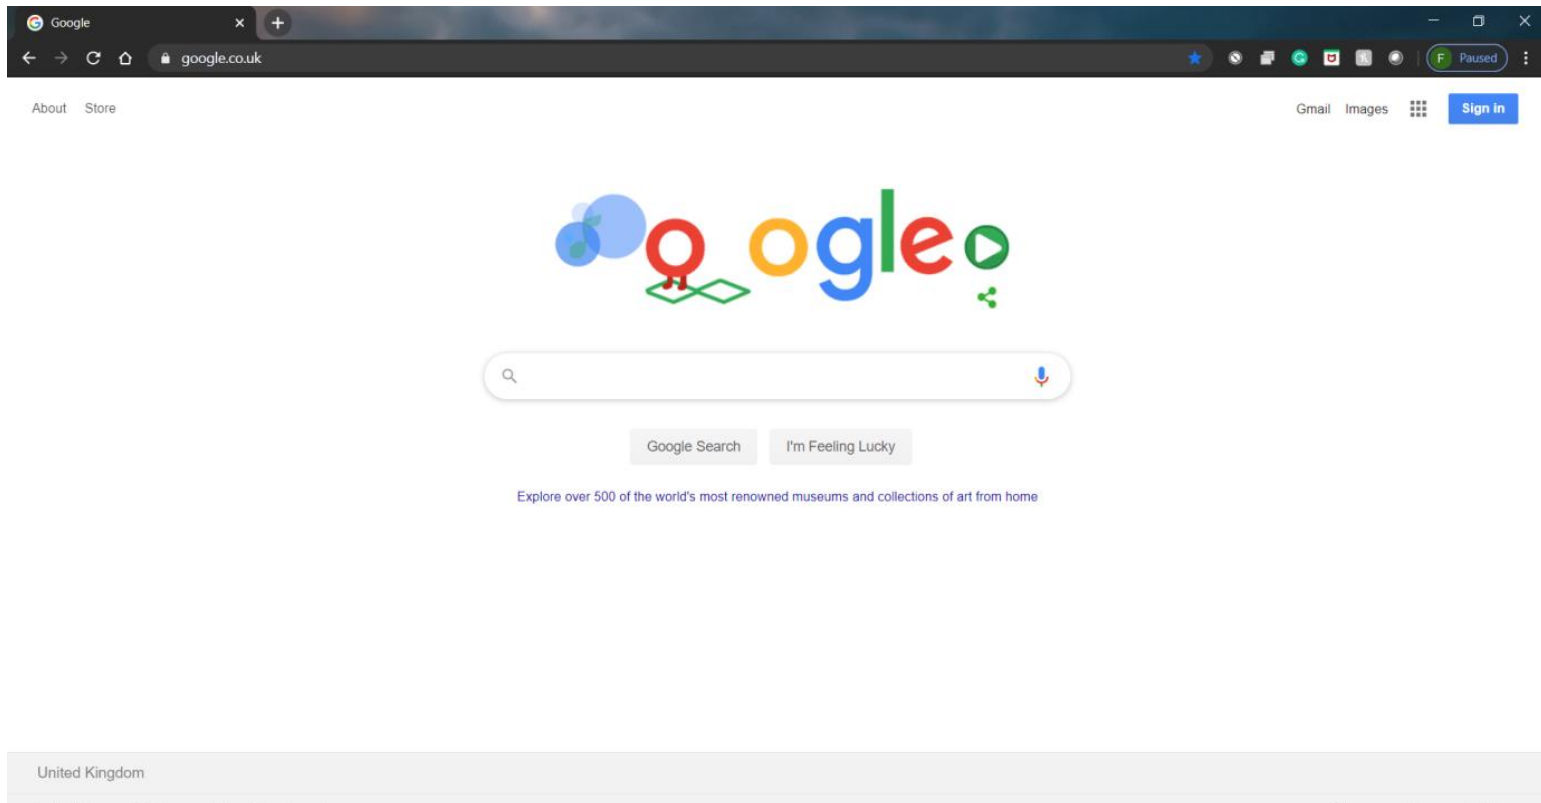 Google
google.co.uk
F Paused
About Store
Gmail Images Sign in
ogle
Google Search I'm Feeling Lucky
Explore over 500 of the world's most renowned museums and collections of art from home
United Kingdom